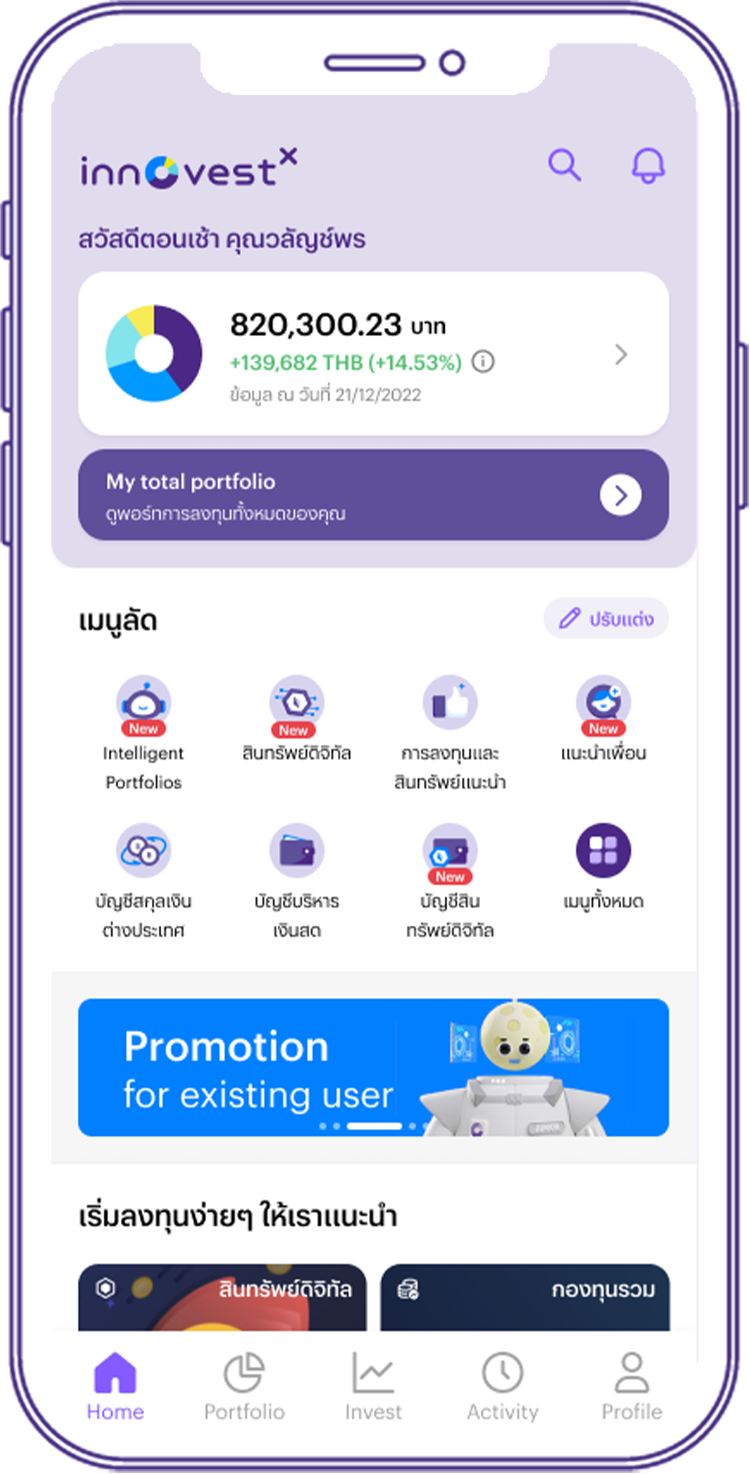 innovestx
สวัสดีตอนเช้า คุณวลัญช์พร
820,300.23 บาท
+139,682 THB (+14.53%)
ข้อมูล ณ วันที่ 21/12/2022
My total portfolio
ดูพอร์ทการลงทุนทั้งหมดของคุณ
เมนูลัด
ปรับแต่ง
New
New
New
Intelligent
Portfolios
สินทรัพย์ดิจิทัล
การลงทุนและ
สินทรัพย์แนะนำ
แนะนำเพื่อน
New
บัญชีสกุลเงิน
ต่างประเทศ
บัญชีบริหาร
เงินสด
บัญชีสิน
ทรัพย์ดิจิทัล
เมนูทั้งหมด
Promotion
for existing user
เริ่มลงทุนง่ายๆ ให้เราแนะนำ
สินทรัพย์ดิจิทัล
กองทุนรวม
Home
Portfolio
Invest
Activity
Profile